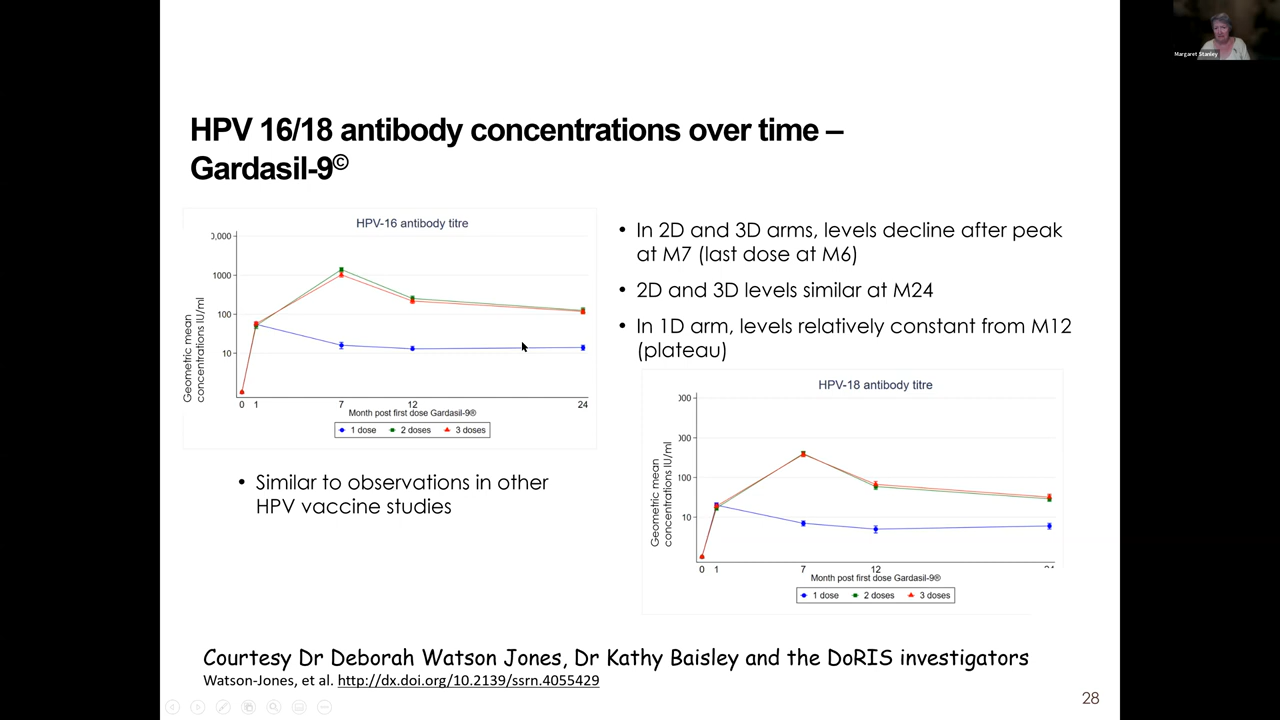 Margaret Stanley
HPV 16/18 antibody concentrations over time –
Gardasil-9©
HPV-16 antibody titre
0,000
1000
100
10
Geometric mean
concentrations IU/ml
0 1 7 12 24
Month post first dose Gardasil-9®
1 dose 2 doses 3 doses
• In 2D and 3D arms, levels decline after peak
at M7 (last dose at M6)
• 2D and 3D levels similar at M24
• In 1D arm, levels relatively constant from M12
(plateau)
• Similar to observations in other
HPV vaccine studies
HPV-18 antibody titre
000
000
100
10
Geometric mean
concentrations IU/ml
0 1 7 12
Month post first dose Gardasil-9®
1 dose 2 doses 3 doses
Courtesy Dr Deborah Watson Jones, Dr Kathy Baisley and the DoRIS investigators
Watson-Jones, et al. http://dx.doi.org/10.2139/ssrn.4055429
28